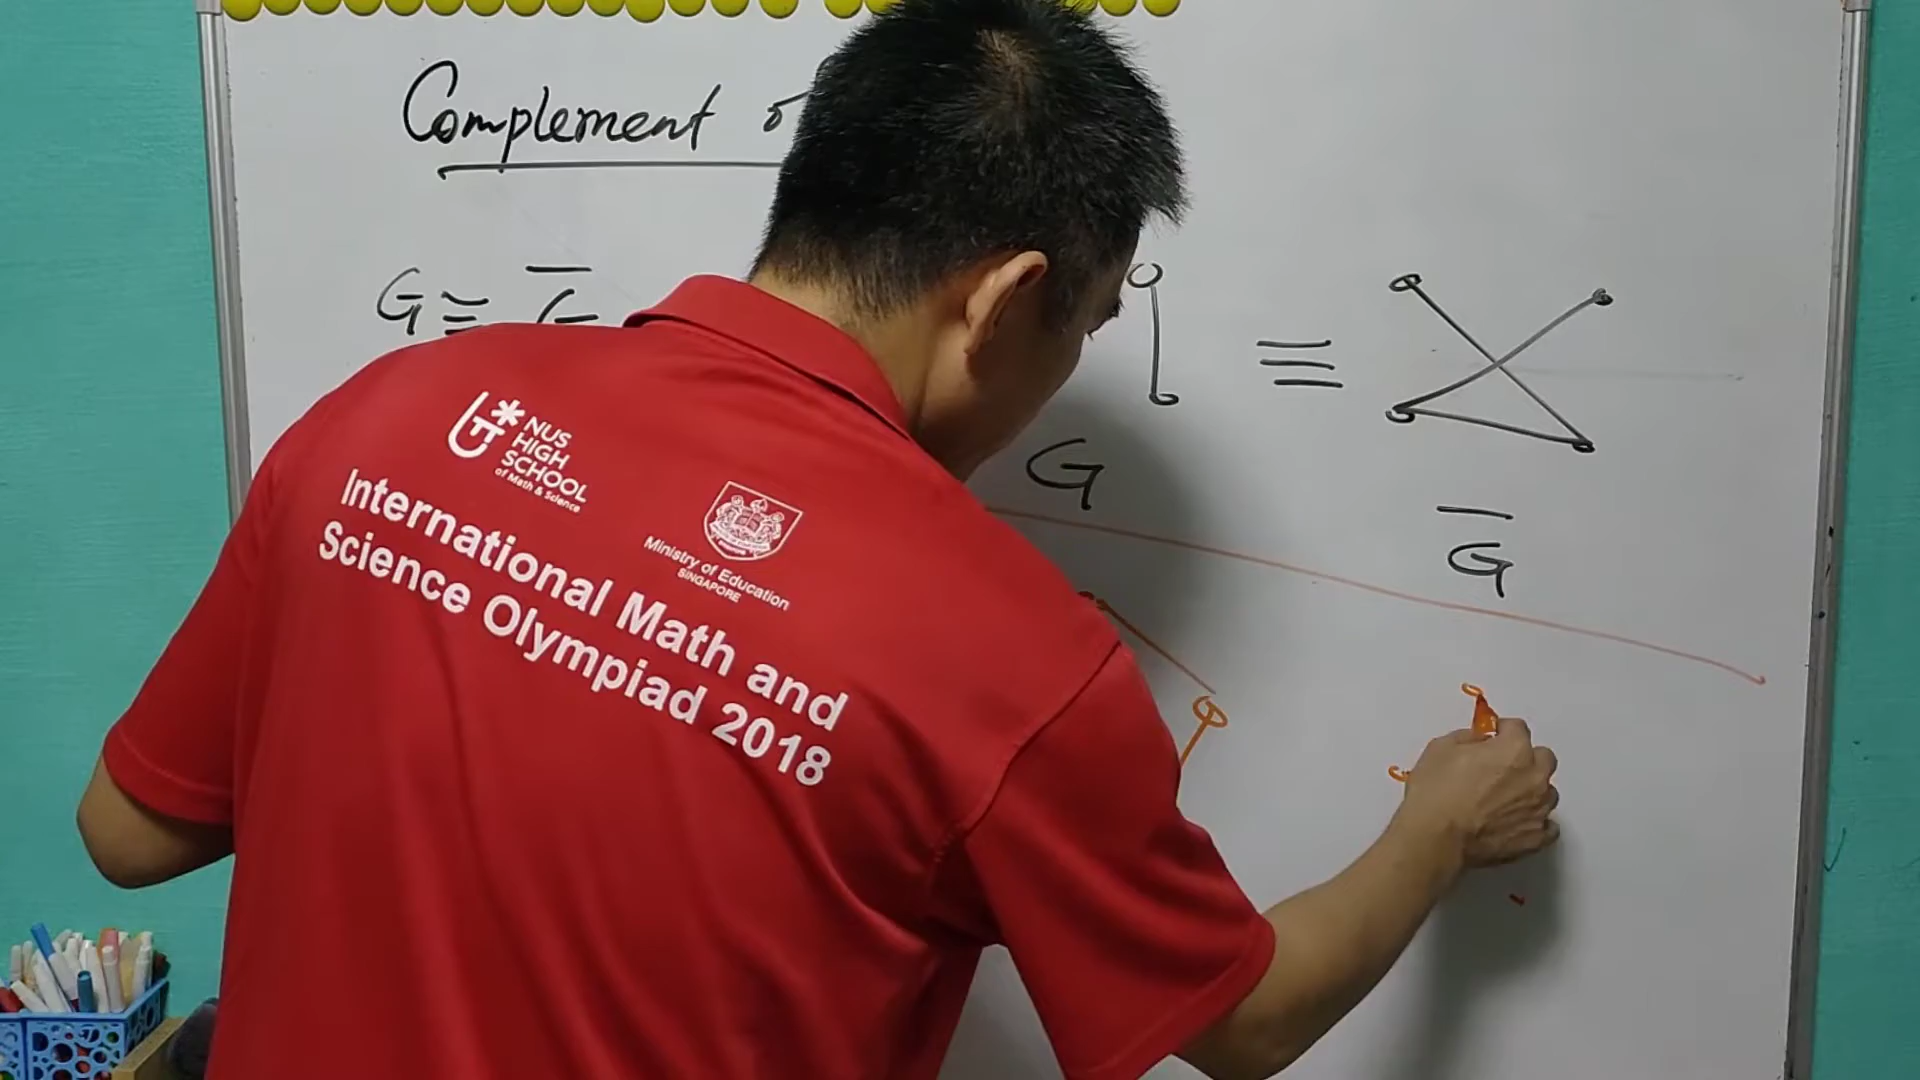 Complement
G ≅ G̅
≡
G
G̅
NUS
HIGH
SCHOOL
of Math & Science
Ministry of Education
SINGAPORE
International Math and
Science Olympiad 2018